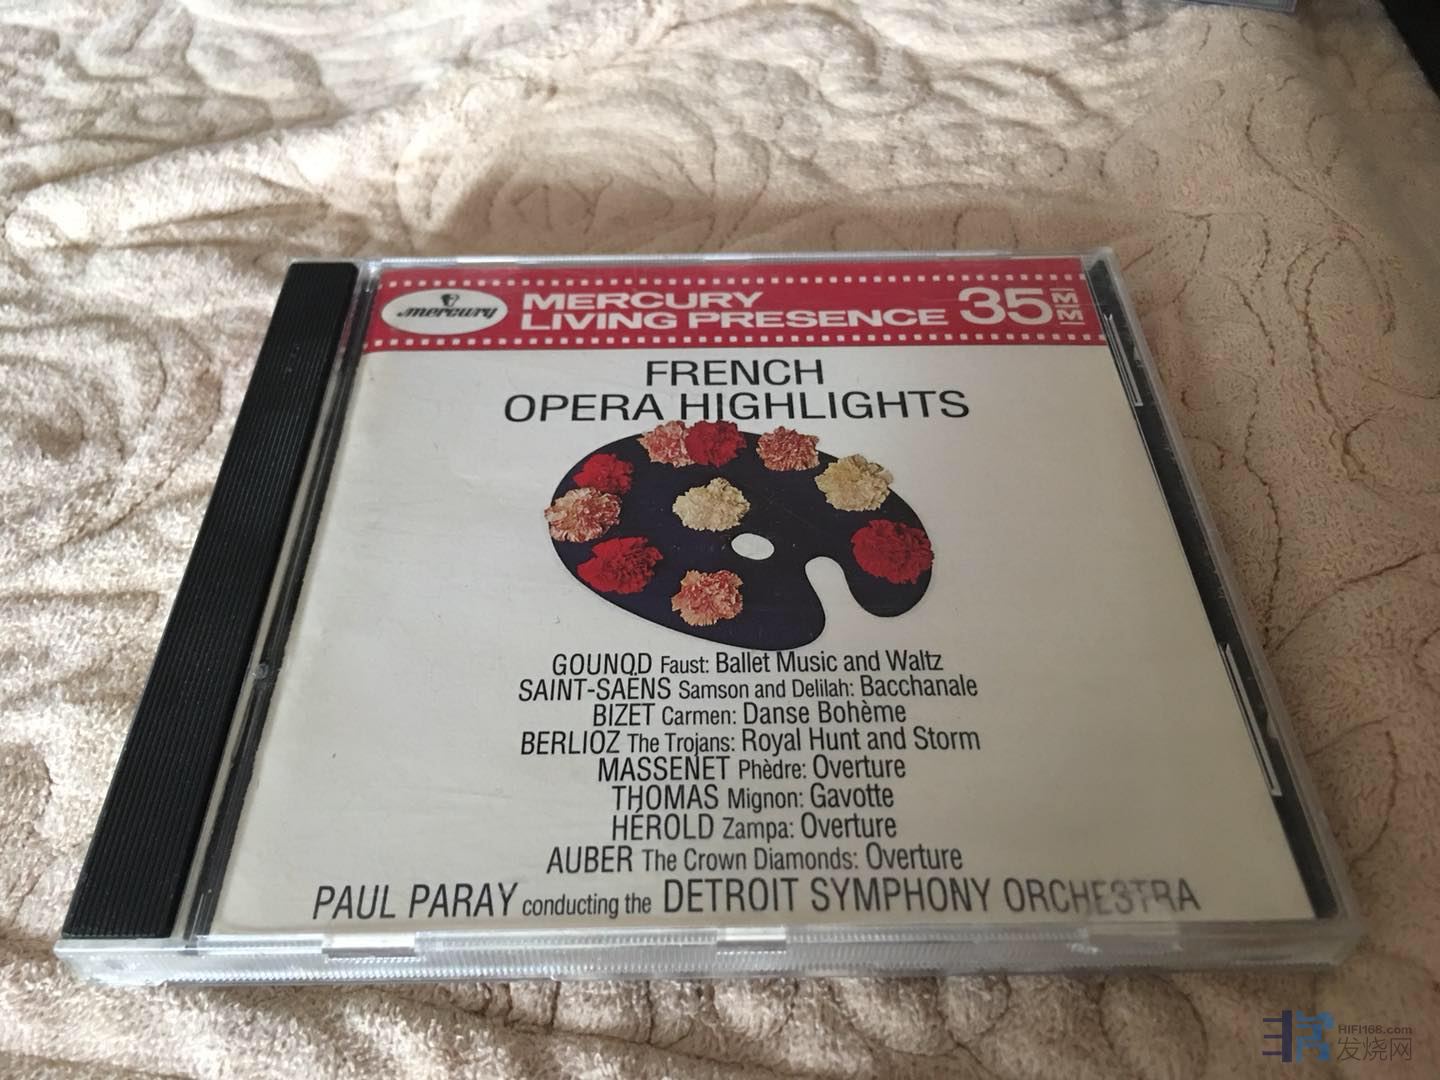 mercury
MERCURY
LIVING PRESENCE 35MM
FRENCH
OPERA HIGHLIGHTS
GOUNOD Faust: Ballet Music and Waltz
SAINT-SAËNS Samson and Delilah: Bacchanale
BIZET Carmen: Danse Bohème
BERLIOZ The Trojans: Royal Hunt and Storm
MASSENET Phèdre: Overture
THOMAS Mignon: Gavotte
HÉROLD Zampa: Overture
AUBER The Crown Diamonds: Overture
PAUL PARAY conducting the DETROIT SYMPHONY ORCHESTRA
HIFI168.com
发烧网